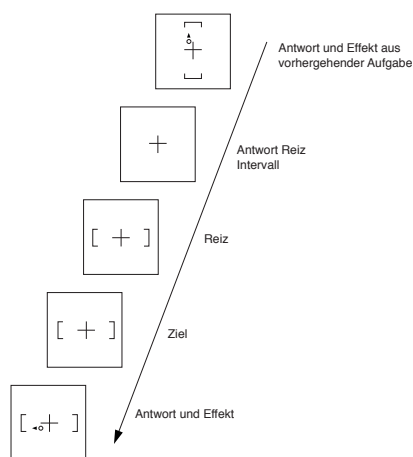 Antwort und Effekt aus
vorhergehender Aufgabe
Antwort Reiz
Intervall
Reiz
Ziel
Antwort und Effekt